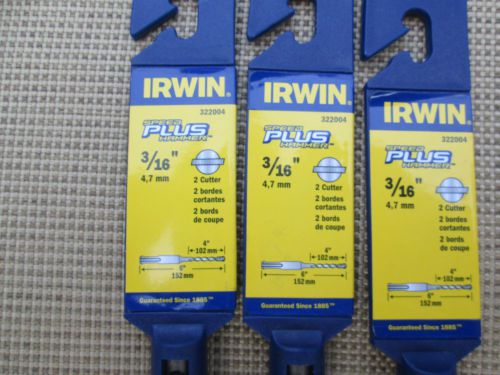 IRWIN®
322004
SPEED
PLUS
HAMMER™
3/16"
4,7 mm
2 Cutter
2 bordes
cortantes
2 bords
de coupe
4"
102 mm
6"
152 mm
Guaranteed Since 1885™
IRWIN®
322004
SPEED
PLUS
HAMMER™
3/16"
4,7 mm
2 Cutter
2 bordes
cortantes
2 bords
de coupe
4"
102 mm
6"
152 mm
Guaranteed Since 1885™
IRWIN®
322004
SPEED
PLUS
HAMMER™
3/16"
4,7 mm
2 Cutter
2 bordes
cortantes
2 bords
de coupe
4"
102 mm
6"
152 mm
Guaranteed Since 1885™